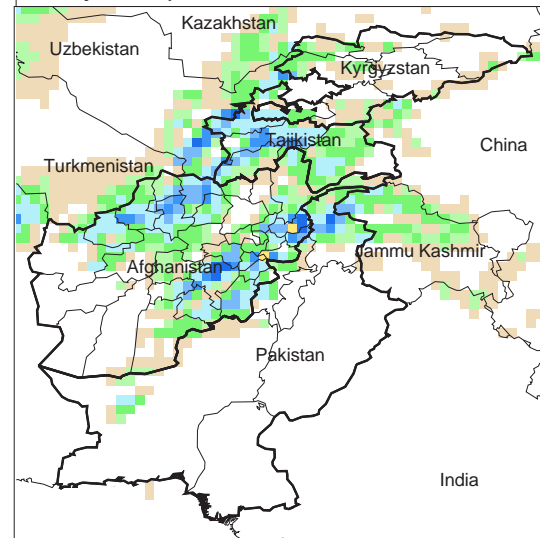 Kazakhstan
Uzbekistan
Kyrgyzstan
Tajikistan
China
Turkmenistan
Jammu Kashmir
Afghanistan
Pakistan
India